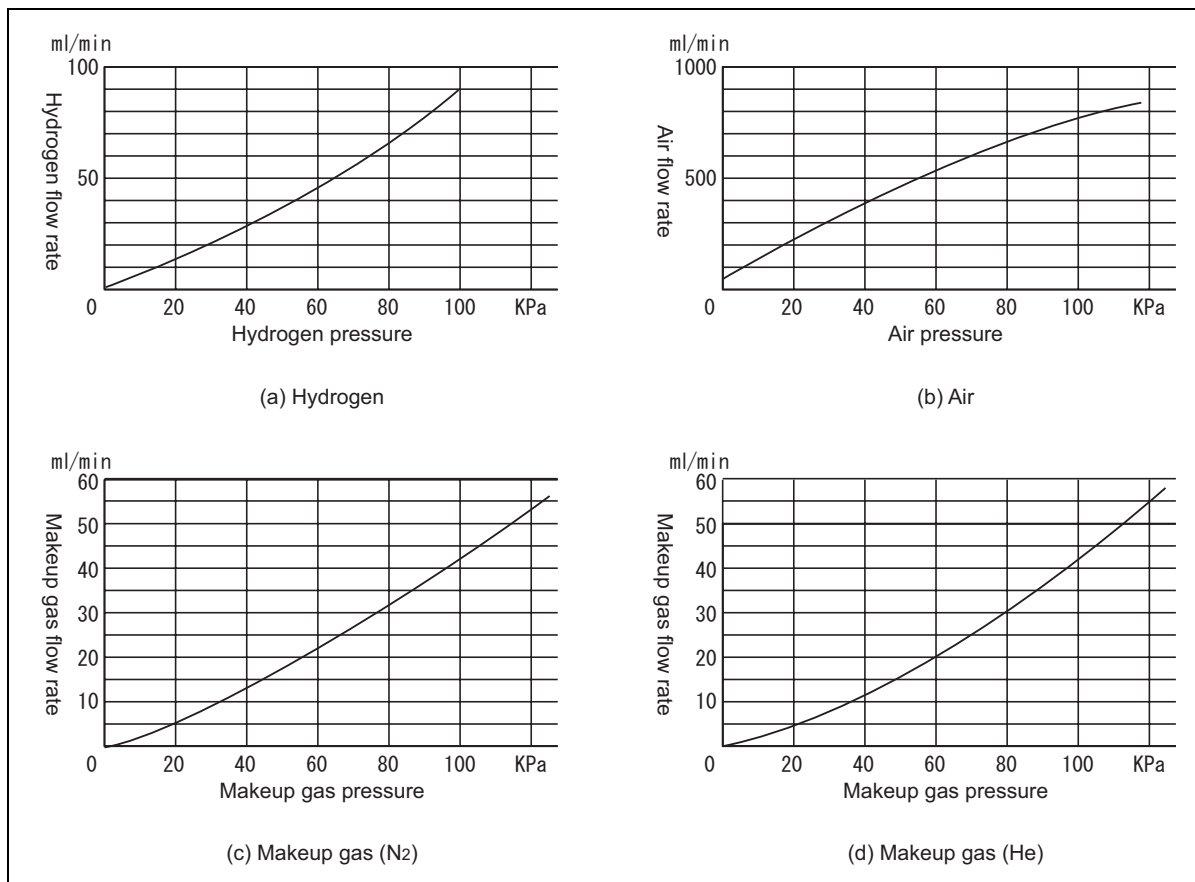 ml/min
100
50
0
20 40 60 80 100 KPa
Hydrogen flow rate
Hydrogen pressure
(a) Hydrogen
ml/min
1000
500
0
20 40 60 80 100 KPa
Air flow rate
Air pressure
(b) Air
ml/min
60
50
40
30
20
10
0
20 40 60 80 100 KPa
Makeup gas flow rate
Makeup gas pressure
(c) Makeup gas (N2)
ml/min
60
50
40
30
20
10
0
20 40 60 80 100 KPa
Makeup gas flow rate
Makeup gas pressure
(d) Makeup gas (He)